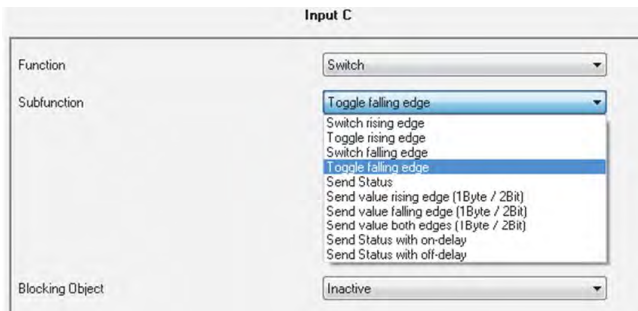 Input C
Function
Switch
Subfunction
Toggle falling edge
Switch rising edge
Toggle rising edge
Switch falling edge
Toggle falling edge
Send Status
Send value rising edge (1Byte / 2Bit)
Send value falling edge (1Byte / 2Bit)
Send value both edges (1Byte / 2Bit)
Send Status with on-delay
Send Status with off-delay
Blocking Object
Inactive